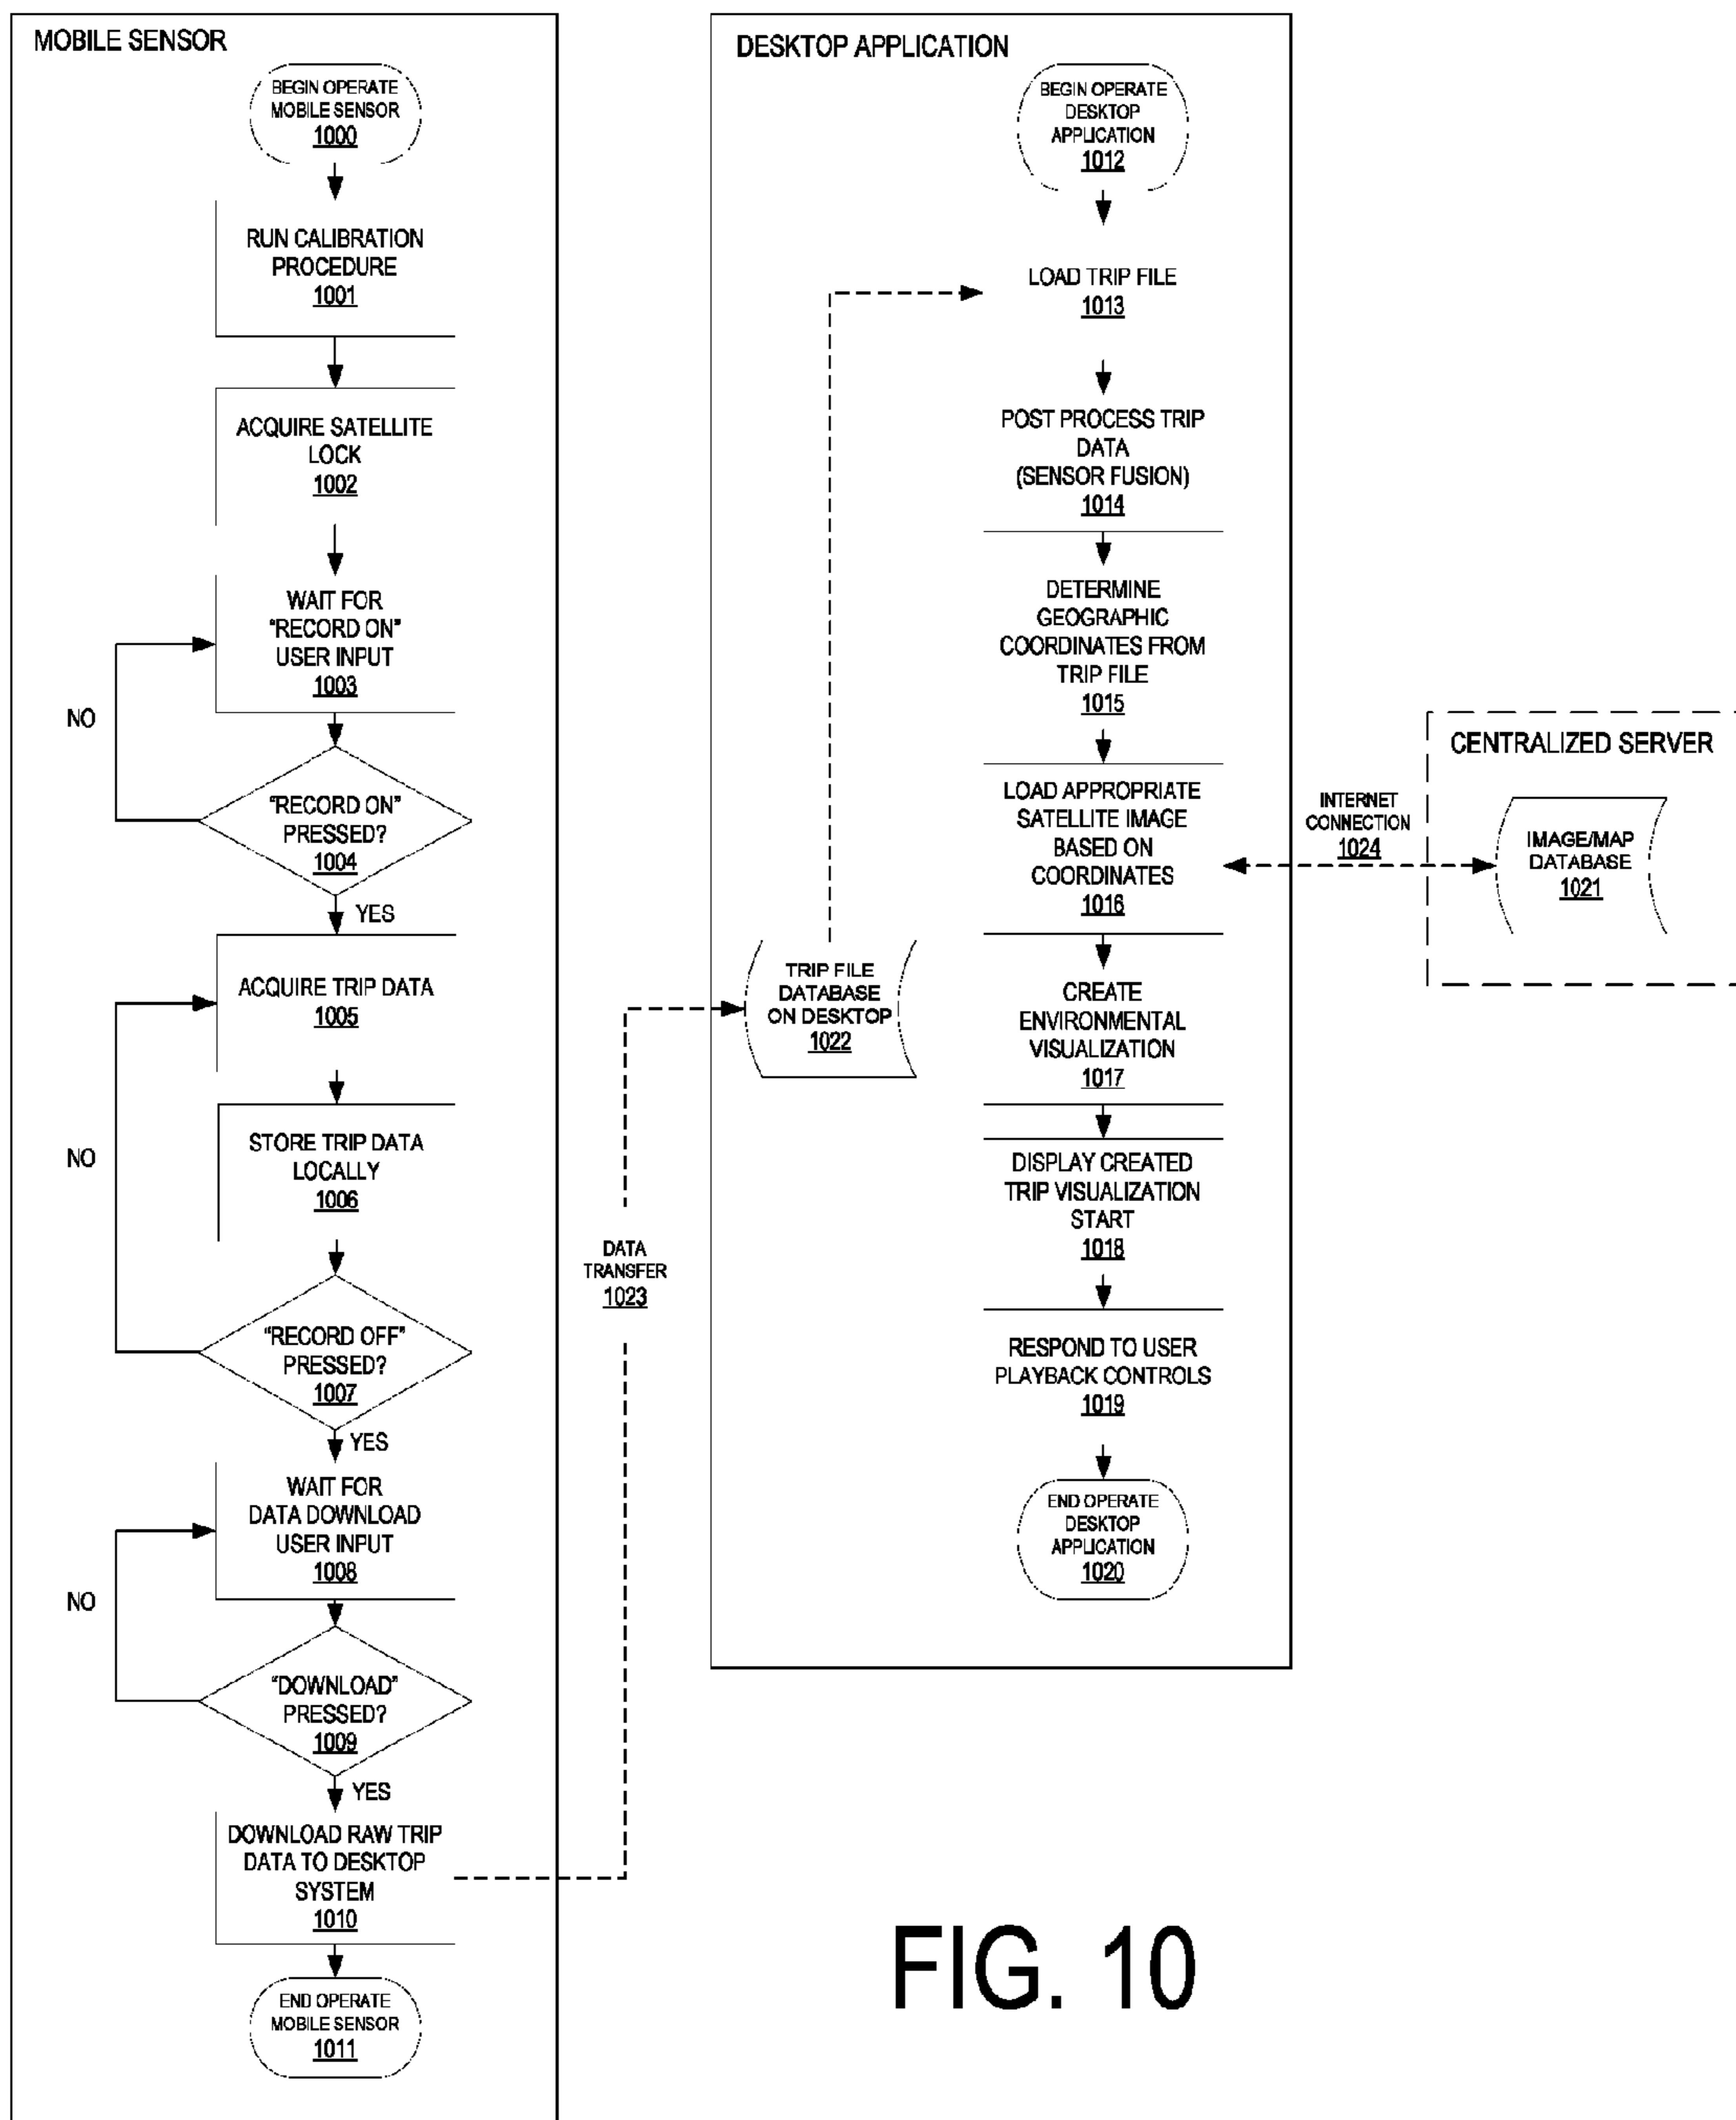 MOBILE SENSOR
BEGIN OPERATE
MOBILE SENSOR
1000
RUN CALIBRATION
PROCEDURE
1001
ACQUIRE SATELLITE
LOCK
1002
WAIT FOR
"RECORD ON"
USER INPUT
1003
NO
"RECORD ON"
PRESSED?
1004
YES
ACQUIRE TRIP DATA
1005
STORE TRIP DATA
LOCALLY
1006
NO
"RECORD OFF"
PRESSED?
1007
YES
WAIT FOR
DATA DOWNLOAD
USER INPUT
1008
NO
"DOWNLOAD"
PRESSED?
1009
YES
DOWNLOAD RAW TRIP
DATA TO DESKTOP
SYSTEM
1010
END OPERATE
MOBILE SENSOR
1011
DATA
TRANSFER
1023
DESKTOP APPLICATION
BEGIN OPERATE
DESKTOP
APPLICATION
1012
LOAD TRIP FILE
1013
POST PROCESS TRIP
DATA
(SENSOR FUSION)
1014
DETERMINE
GEOGRAPHIC
COORDINATES FROM
TRIP FILE
1015
LOAD APPROPRIATE
SATELLITE IMAGE
BASED ON
COORDINATES
1016
TRIP FILE
DATABASE
ON DESKTOP
1022
CREATE
ENVIRONMENTAL
VISUALIZATION
1017
DISPLAY CREATED
TRIP VISUALIZATION
START
1018
RESPOND TO USER
PLAYBACK CONTROLS
1019
END OPERATE
DESKTOP
APPLICATION
1020
INTERNET
CONNECTION
1024
CENTRALIZED SERVER
IMAGE/MAP
DATABASE
1021
FIG. 10